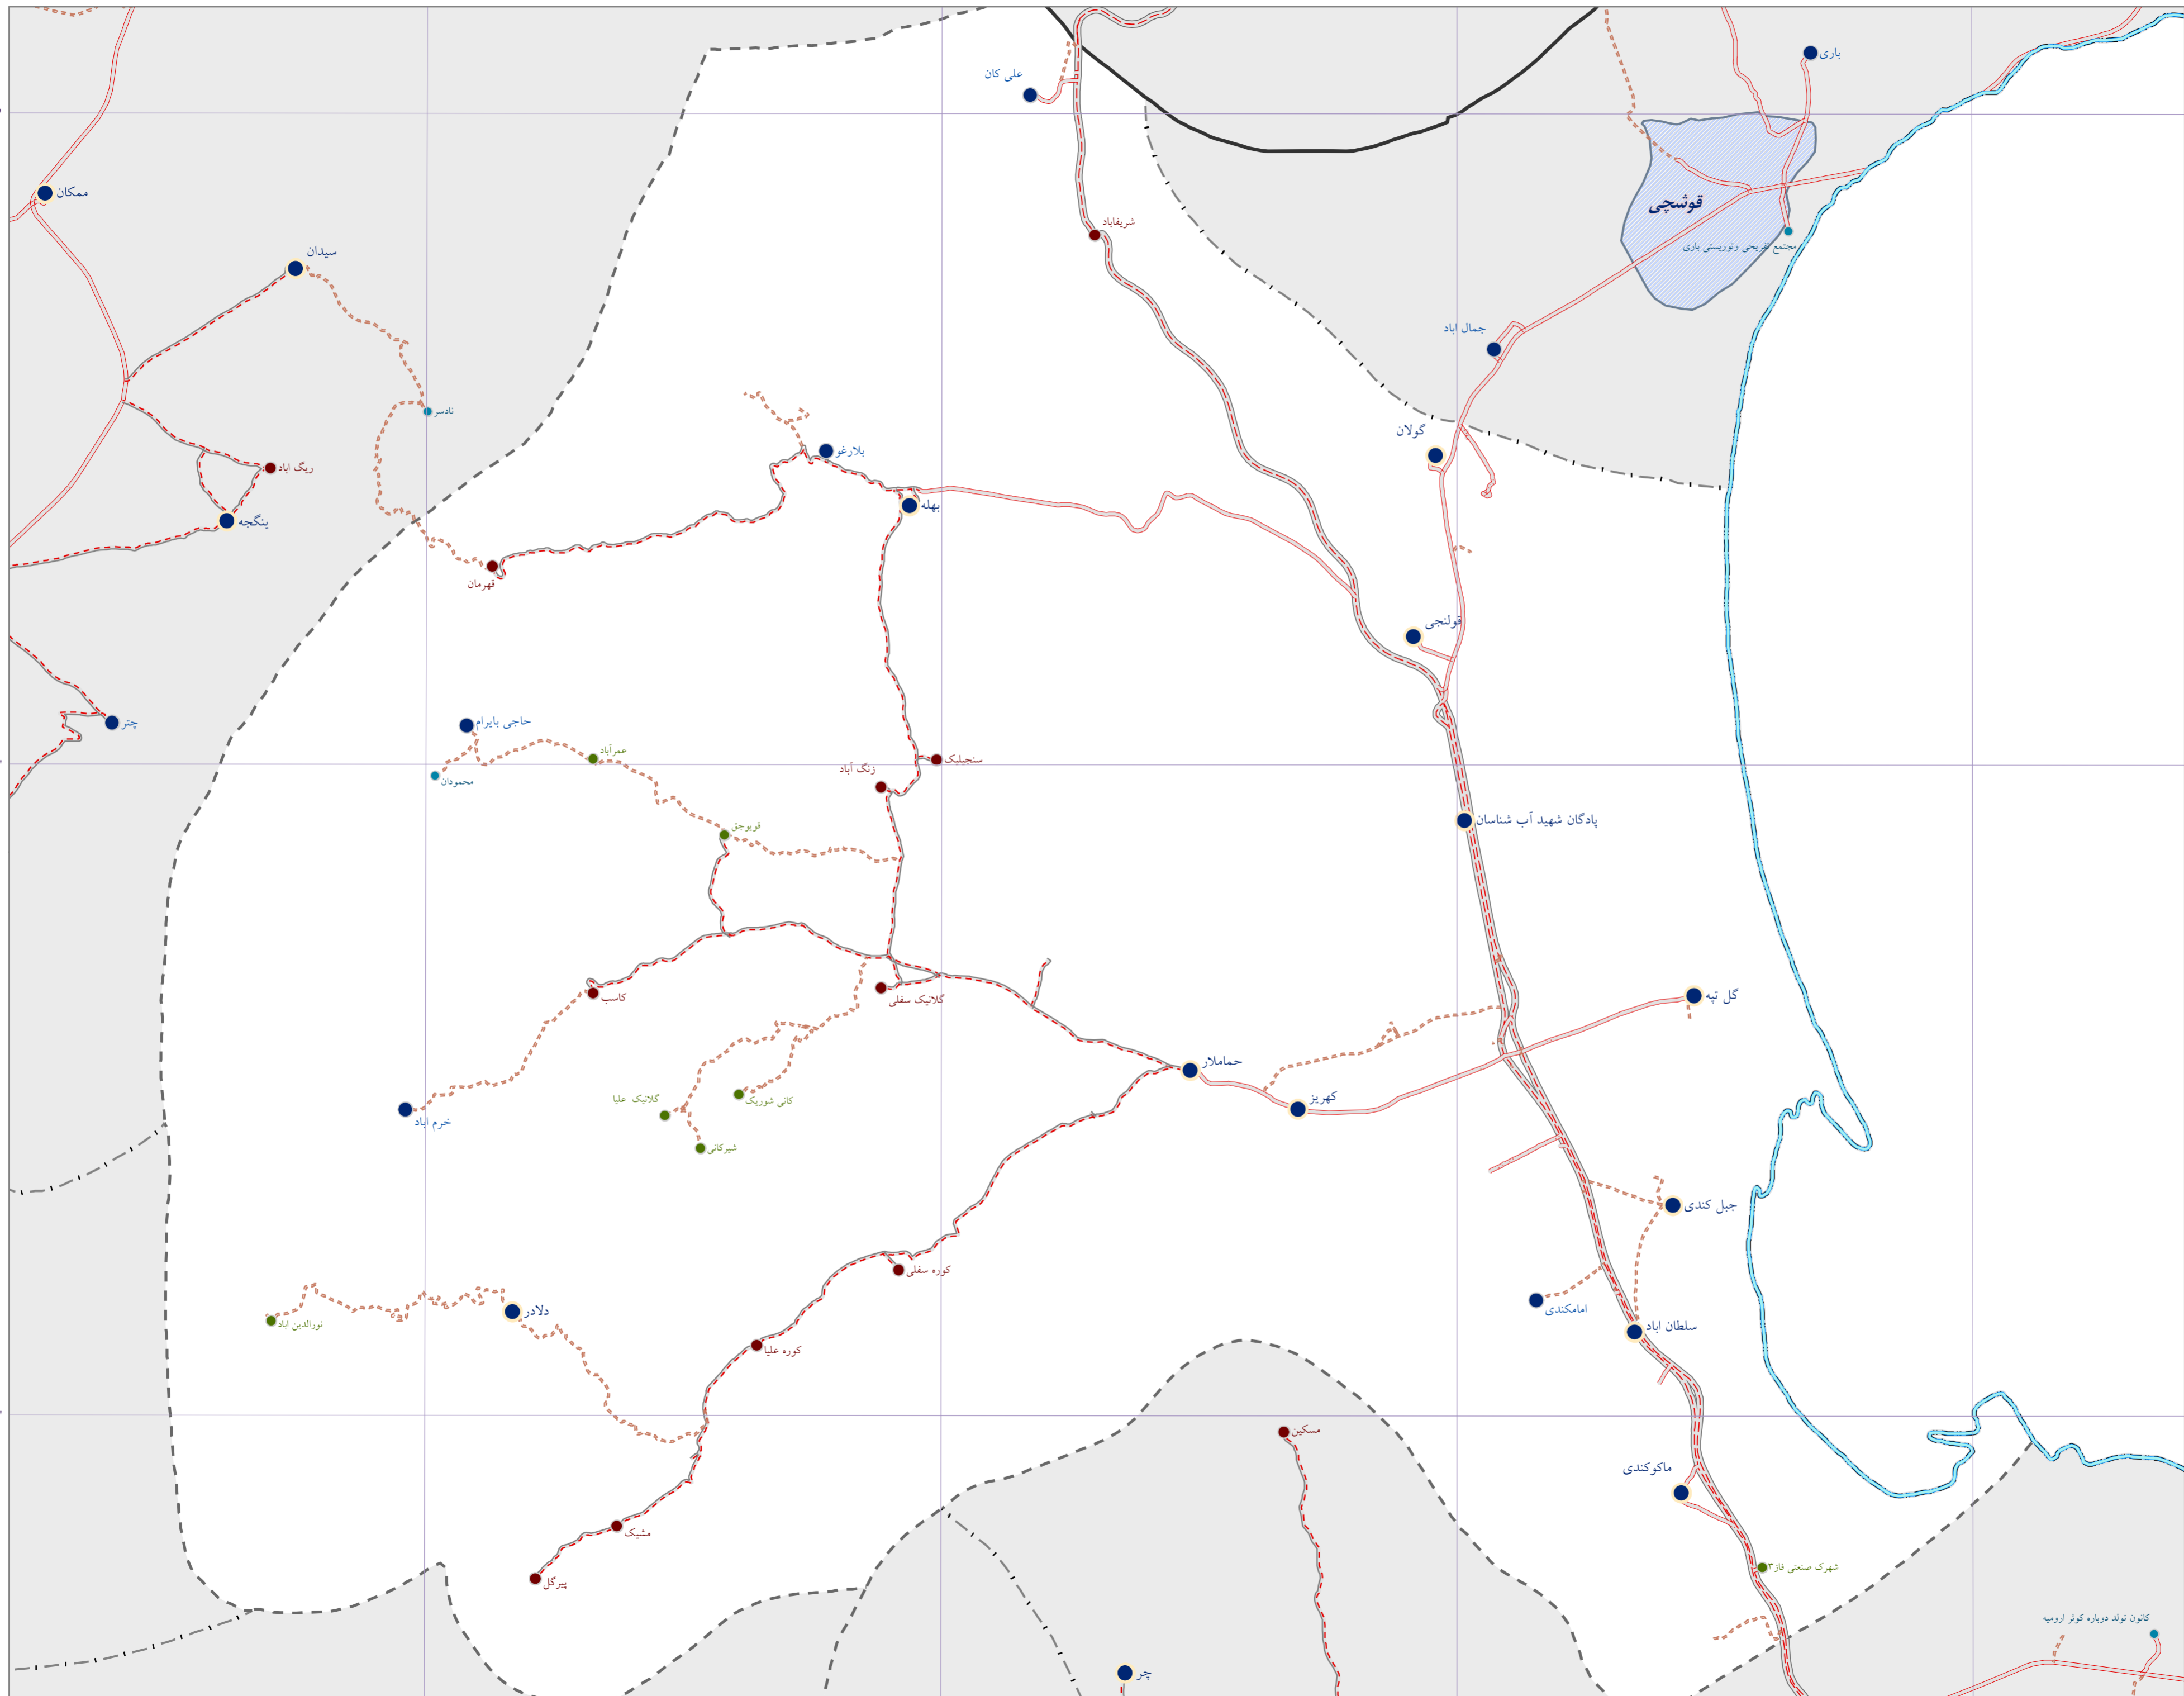 باری
علی کان
ممکان
قوشچی
شریفاباد
مجتمع تفریحی وتوریستی باری
سیدان
جمال اباد
نادسر
گولان
بلارغو
ریگ اباد
بهله
ینگجه
قهرمان
قولنجی
حاجی بایرام
چتر
عمرآباد
سنجیلیک
زنگ آباد
محمودان
پادگان شهید آب شناسان
قویوجق
گل تپه
کاسب
گلانیک سفلی
حماملار
کهریز
گلانیک علیا
کانی شوریک
خرم اباد
شیرکانی
جبل کندی
کوره سفلی
امامکندی
دلادر
نورالدین اباد
سلطان اباد
کوره علیا
مسکین
ماکوکندی
مشیک
شهرک صنعتی فاز۳
پیرگل
کانون تولد دوباره کوثر ارومیه
چر